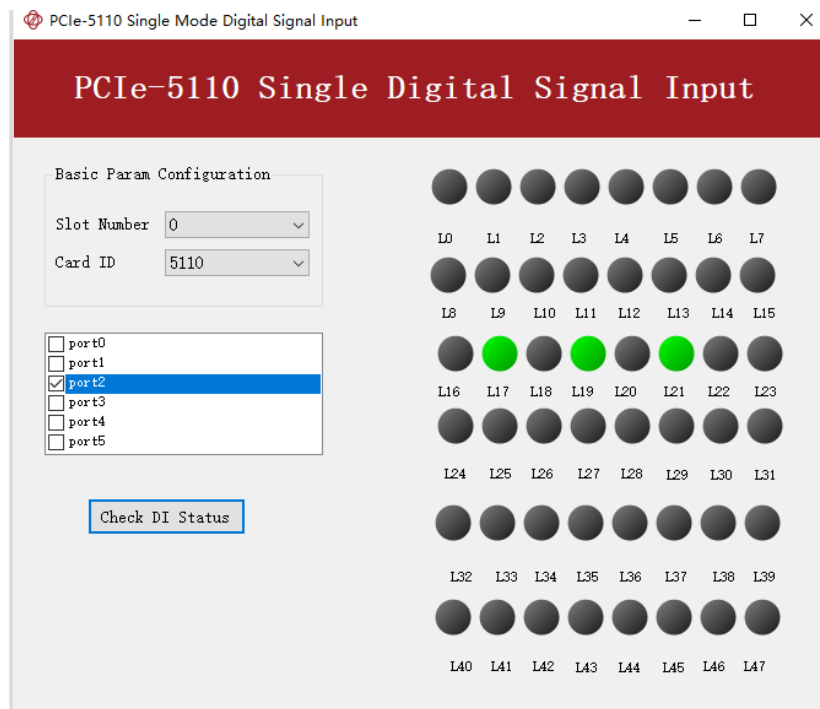 PCIe-5110 Single Mode Digital Signal Input
PCIe-5110 Single Digital Signal Input
Basic Param Configuration
Slot Number 0
Card ID 5110
port0
port1
port2
port3
port4
port5
Check DI Status
L0 L1 L2 L3 L4 L5 L6 L7
L8 L9 L10 L11 L12 L13 L14 L15
L16 L17 L18 L19 L20 L21 L22 L23
L24 L25 L26 L27 L28 L29 L30 L31
L32 L33 L34 L35 L36 L37 L38 L39
L40 L41 L42 L43 L44 L45 L46 L47